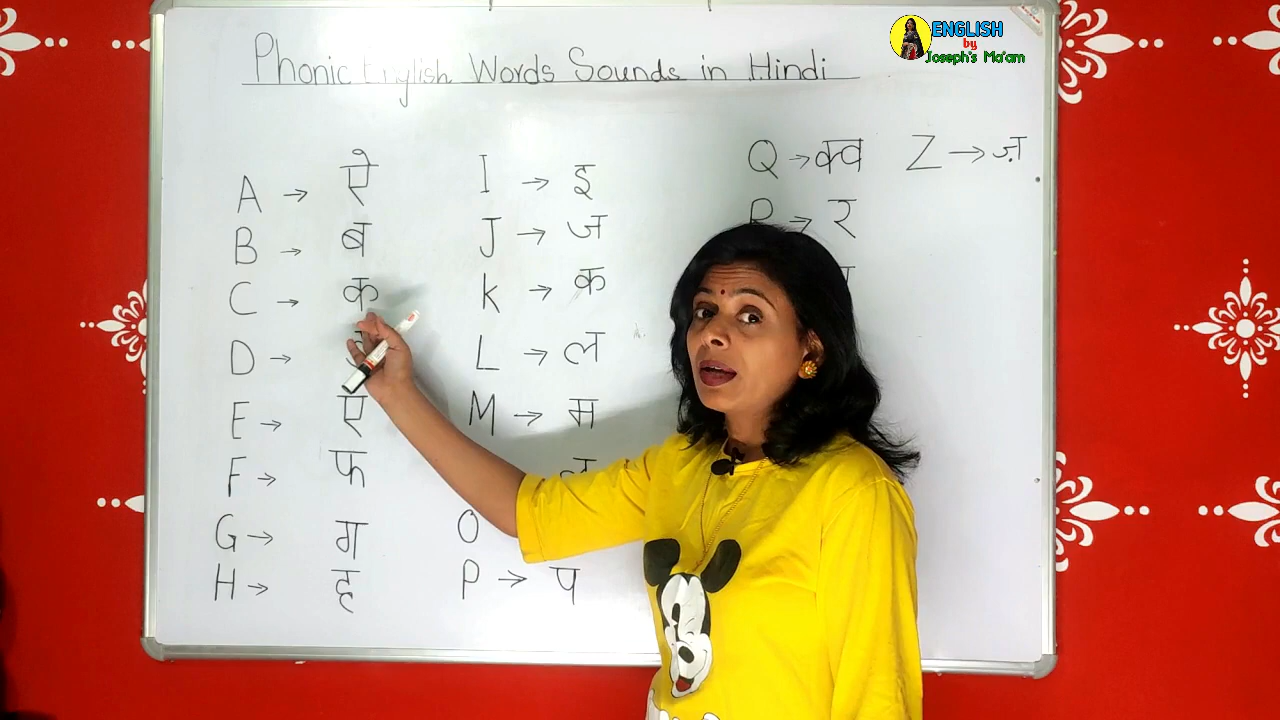 ENGLISH
by
Joseph's Ma'am
Phonic English Words Sounds in Hindi
A → ऐ
B → ब
C → क
D →
E → ए
F → फ
G → ग
H → ह
I → इ
J → ज
K → क
L → ल
M → म
O
P → प
Q → क्व
R → र
Z → ज़